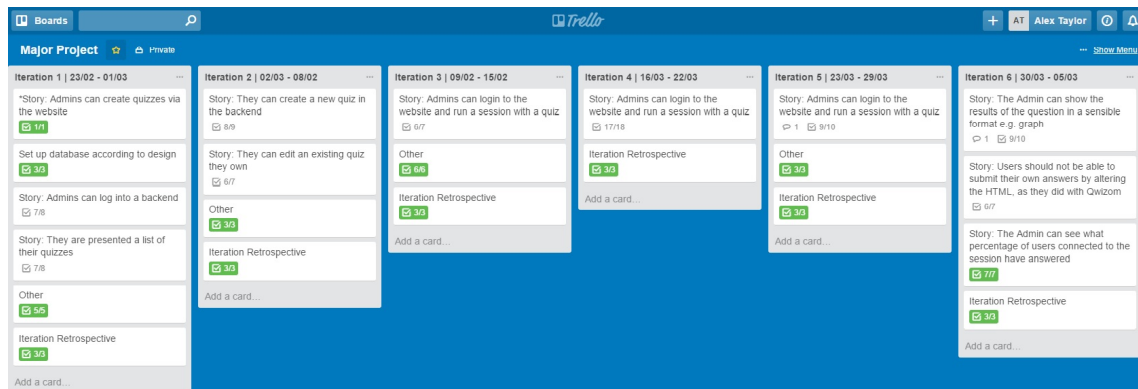 Boards
Trello
+
AT Alex Taylor
Major Project
Private
... Show Menu
Iteration 1 | 23/02 - 01/03 ...
*Story: Admins can create quizzes via
the website
1/1
Set up database according to design
3/3
Story: Admins can log into a backend
7/8
Story: They are presented a list of
their quizzes
7/8
Other
5/5
Iteration Retrospective
3/3
Add a card...
Iteration 2 | 02/03 - 08/02 ...
Story: They can create a new quiz in
the backend
8/9
Story: They can edit an existing quiz
they own
6/7
Other
3/3
Iteration Retrospective
3/3
Add a card...
Iteration 3 | 09/02 - 15/02 ...
Story: Admins can login to the
website and run a session with a quiz
6/7
Other
6/6
Iteration Retrospective
3/3
Add a card...
Iteration 4 | 16/03 - 22/03 ...
Story: Admins can login to the
website and run a session with a quiz
17/18
Iteration Retrospective
3/3
Add a card...
Iteration 5 | 23/03 - 29/03 ...
Story: Admins can login to the
website and run a session with a quiz
1 9/10
Other
3/3
Iteration Retrospective
3/3
Add a card...
Iteration 6 | 30/03 - 05/03 ...
Story: The Admin can show the
results of the question in a sensible
format e.g. graph
1 9/10
Story: Users should not be able to
submit their own answers by altering
the HTML, as they did with Qwizom
6/7
Story: The Admin can see what
percentage of users connected to the
session have answered
7/7
Iteration Retrospective
3/3
Add a card...